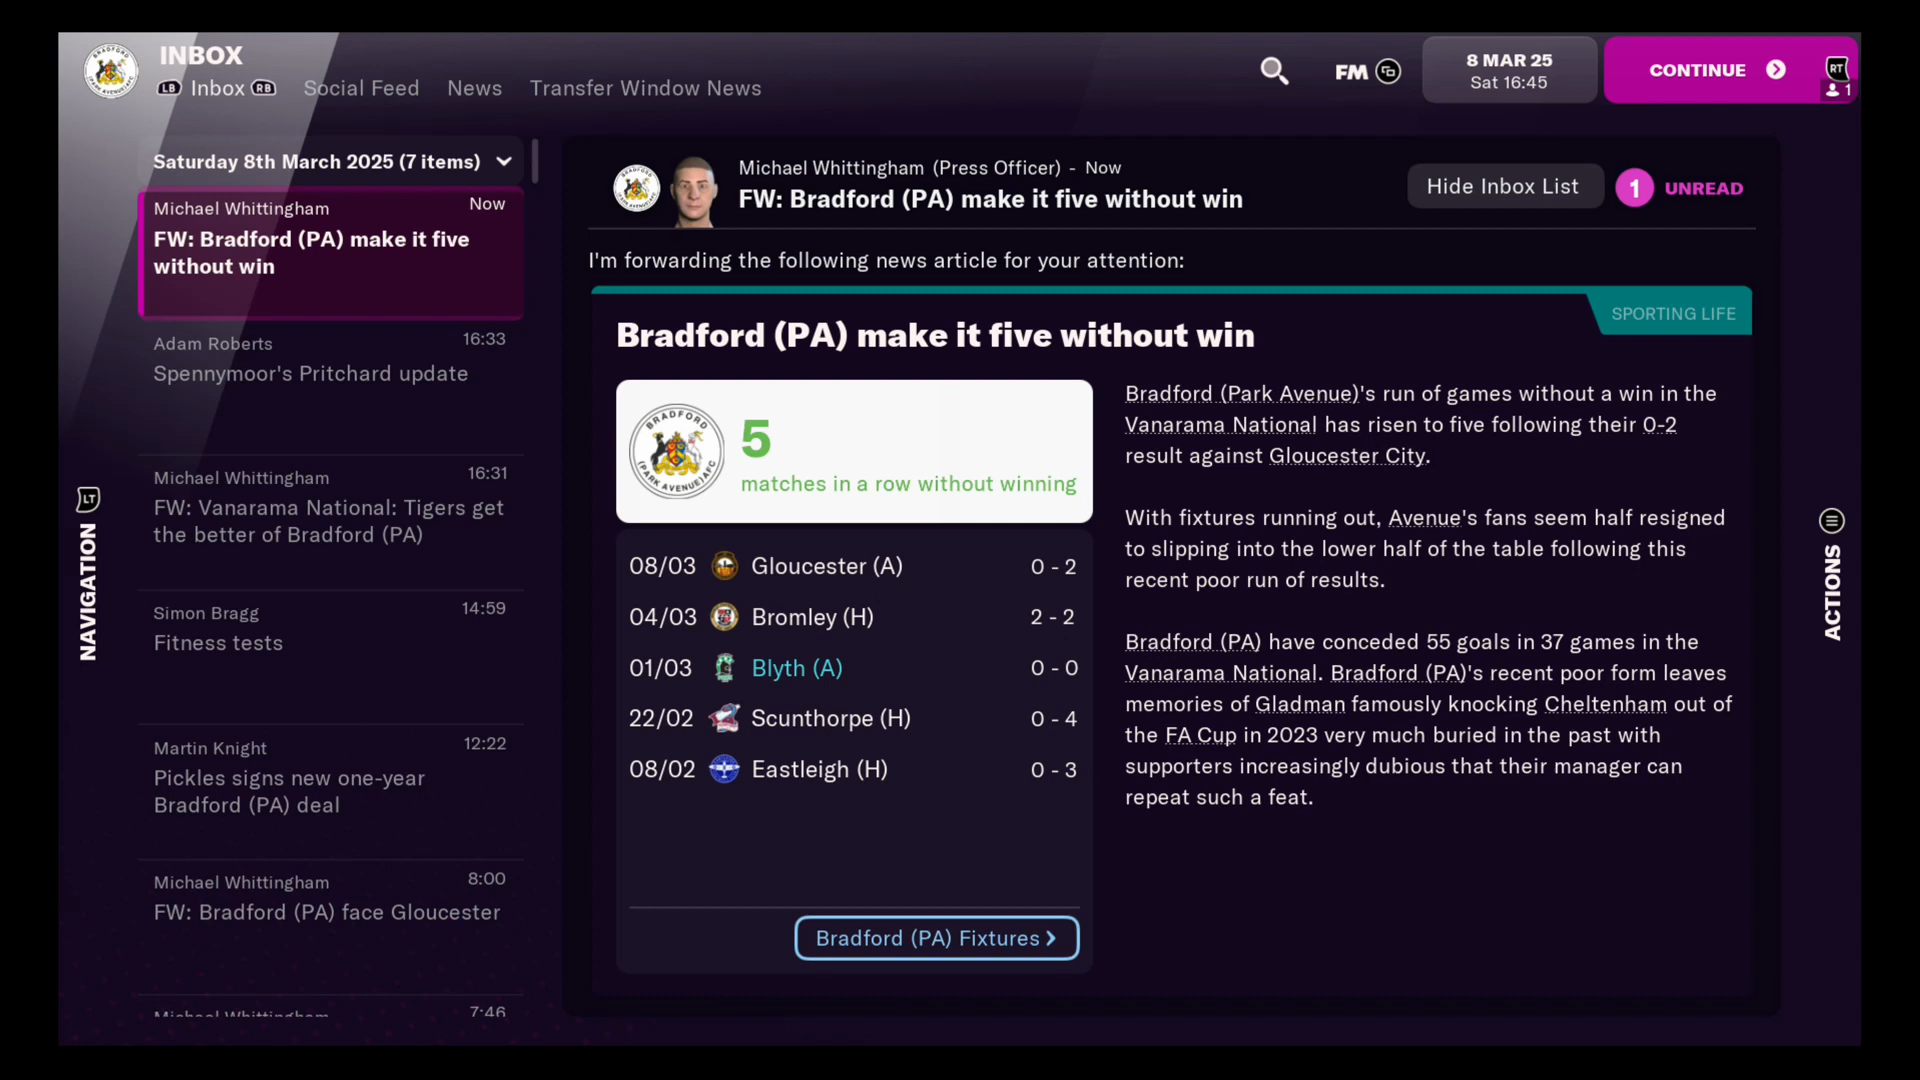 INBOX
LB Inbox RB Social Feed News Transfer Window News
FM
8 MAR 25
Sat 16:45
CONTINUE
RT
1
Saturday 8th March 2025 (7 items)
Michael Whittingham Now
FW: Bradford (PA) make it five
without win
Adam Roberts 16:33
Spennymoor's Pritchard update
Michael Whittingham 16:31
FW: Vanarama National: Tigers get
the better of Bradford (PA)
Simon Bragg 14:59
Fitness tests
Martin Knight 12:22
Pickles signs new one-year
Bradford (PA) deal
Michael Whittingham 8:00
FW: Bradford (PA) face Gloucester
Michael Whittingham 7:46
LT
NAVIGATION
Michael Whittingham (Press Officer) - Now
FW: Bradford (PA) make it five without win
Hide Inbox List
1 UNREAD
I'm forwarding the following news article for your attention:
SPORTING LIFE
Bradford (PA) make it five without win
BRADFORD
(PARK AVENUE) AFC
5
matches in a row without winning
08/03 Gloucester (A) 0 - 2
04/03 Bromley (H) 2 - 2
01/03 Blyth (A) 0 - 0
22/02 Scunthorpe (H) 0 - 4
08/02 Eastleigh (H) 0 - 3
Bradford (PA) Fixtures
Bradford (Park Avenue)'s run of games without a win in the
Vanarama National has risen to five following their 0-2
result against Gloucester City.
With fixtures running out, Avenue's fans seem half resigned
to slipping into the lower half of the table following this
recent poor run of results.
Bradford (PA) have conceded 55 goals in 37 games in the
Vanarama National. Bradford (PA)'s recent poor form leaves
memories of Gladman famously knocking Cheltenham out of
the FA Cup in 2023 very much buried in the past with
supporters increasingly dubious that their manager can
repeat such a feat.
ACTIONS